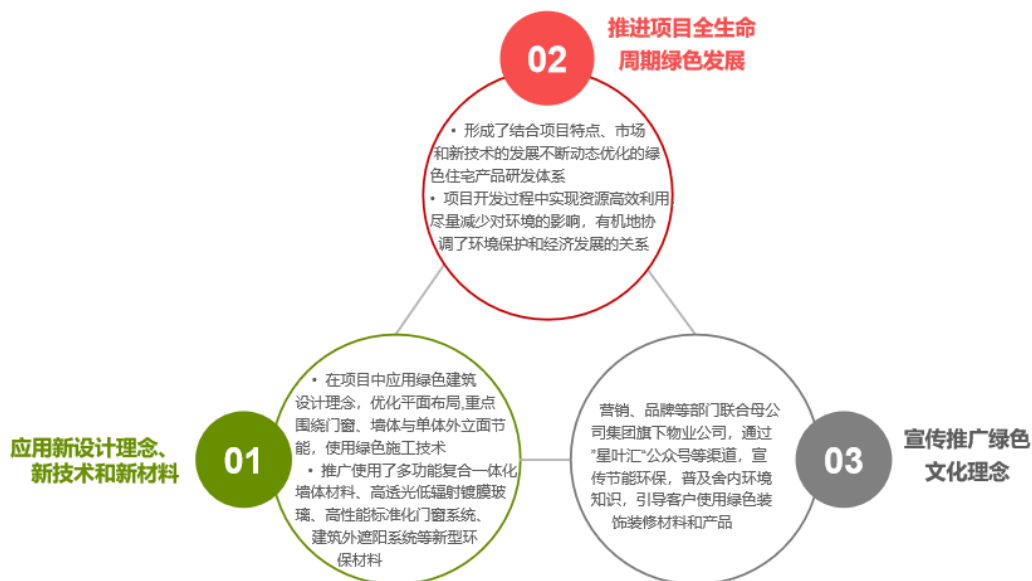 02
推进项目全生命
周期绿色发展
• 形成了结合项目特点、市场
和新技术的发展不断动态优化的绿
色住宅产品研发体系
• 项目开发过程中实现资源高效利用,
尽量减少对环境的影响，有机地协
调了环境保护和经济发展的关系
应用新设计理念、
新技术和新材料
01
• 在项目中应用绿色建筑
设计理念，优化平面布局,重点
围绕门窗、墙体与单体外立面节
能，使用绿色施工技术
• 推广使用了多功能复合一体化
墙体材料、高透光低辐射镀膜玻
璃、高性能标准化门窗系统、
建筑外遮阳系统等新型环
保材料
营销、品牌等部门联合母公
司集团旗下物业公司，通过
"星叶汇"公众号等渠道，宣
传节能环保，普及舍内环境
知识，引导客户使用绿色装
饰装修材料和产品
03
宣传推广绿色
文化理念